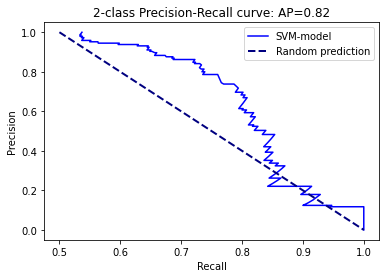 2-class Precision-Recall curve: AP=0.82
SVM-model
Random prediction
Precision
1.0
0.8
0.6
0.4
0.2
0.0
0.5 0.6 0.7 0.8 0.9 1.0
Recall